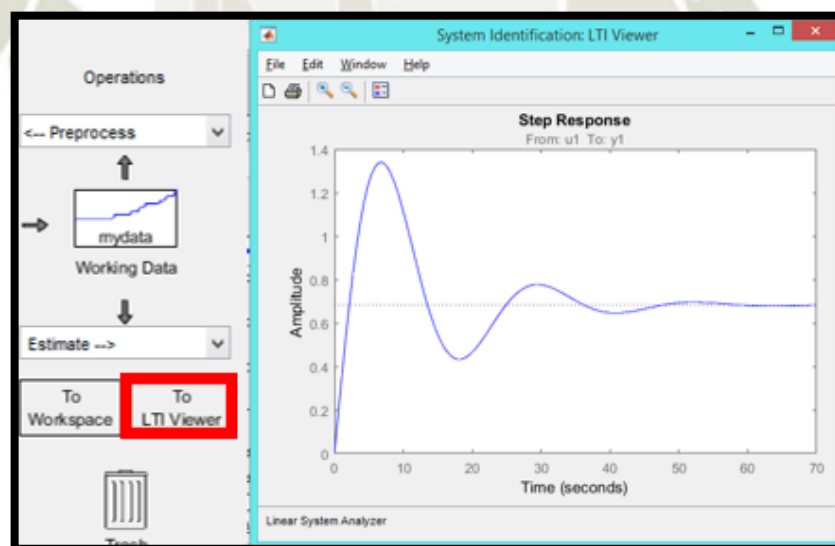 Operations
<-- Preprocess
mydata
Working Data
Estimate -->
To
Workspace
To
LTI Viewer
Trash
System Identification: LTI Viewer
File Edit Window Help
Step Response
From: u1 To: y1
Amplitude
1.4
1.2
1
0.8
0.6
0.4
0.2
0
0 10 20 30 40 50 60 70
Time (seconds)
Linear System Analyzer